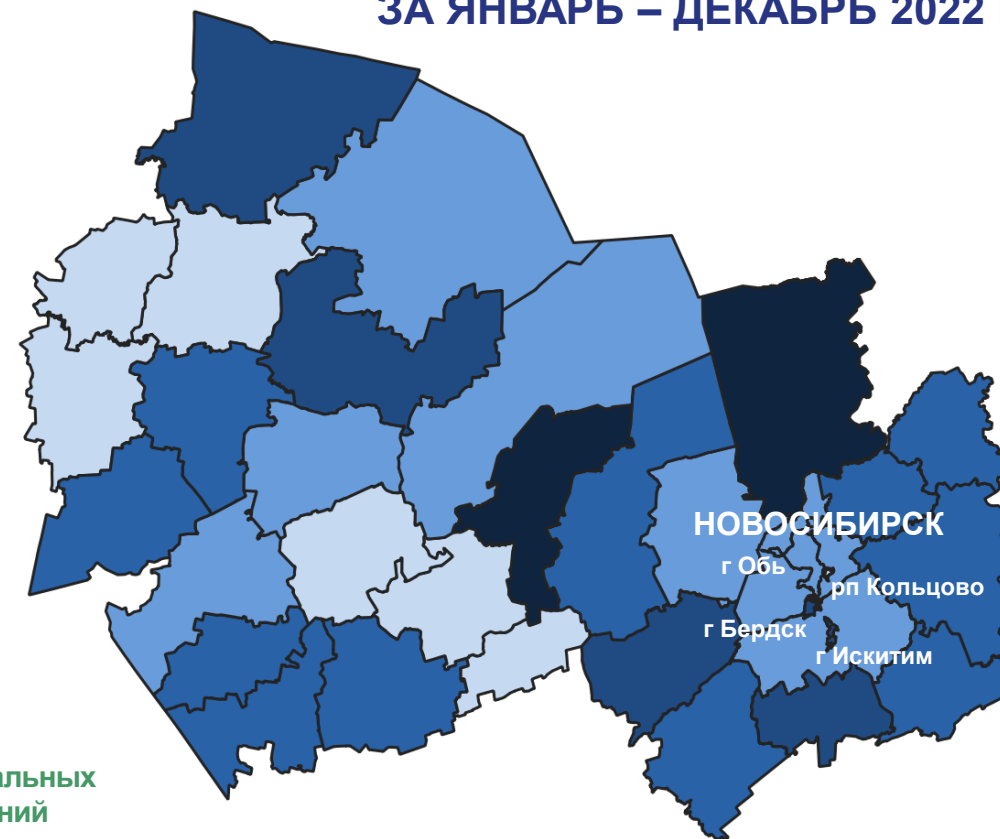 ЗА ЯНВАРЬ – ДЕКАБРЬ 2022
НОВОСИБИРСК
г Обь
рп Кольцово
г Бердск
г Искитим